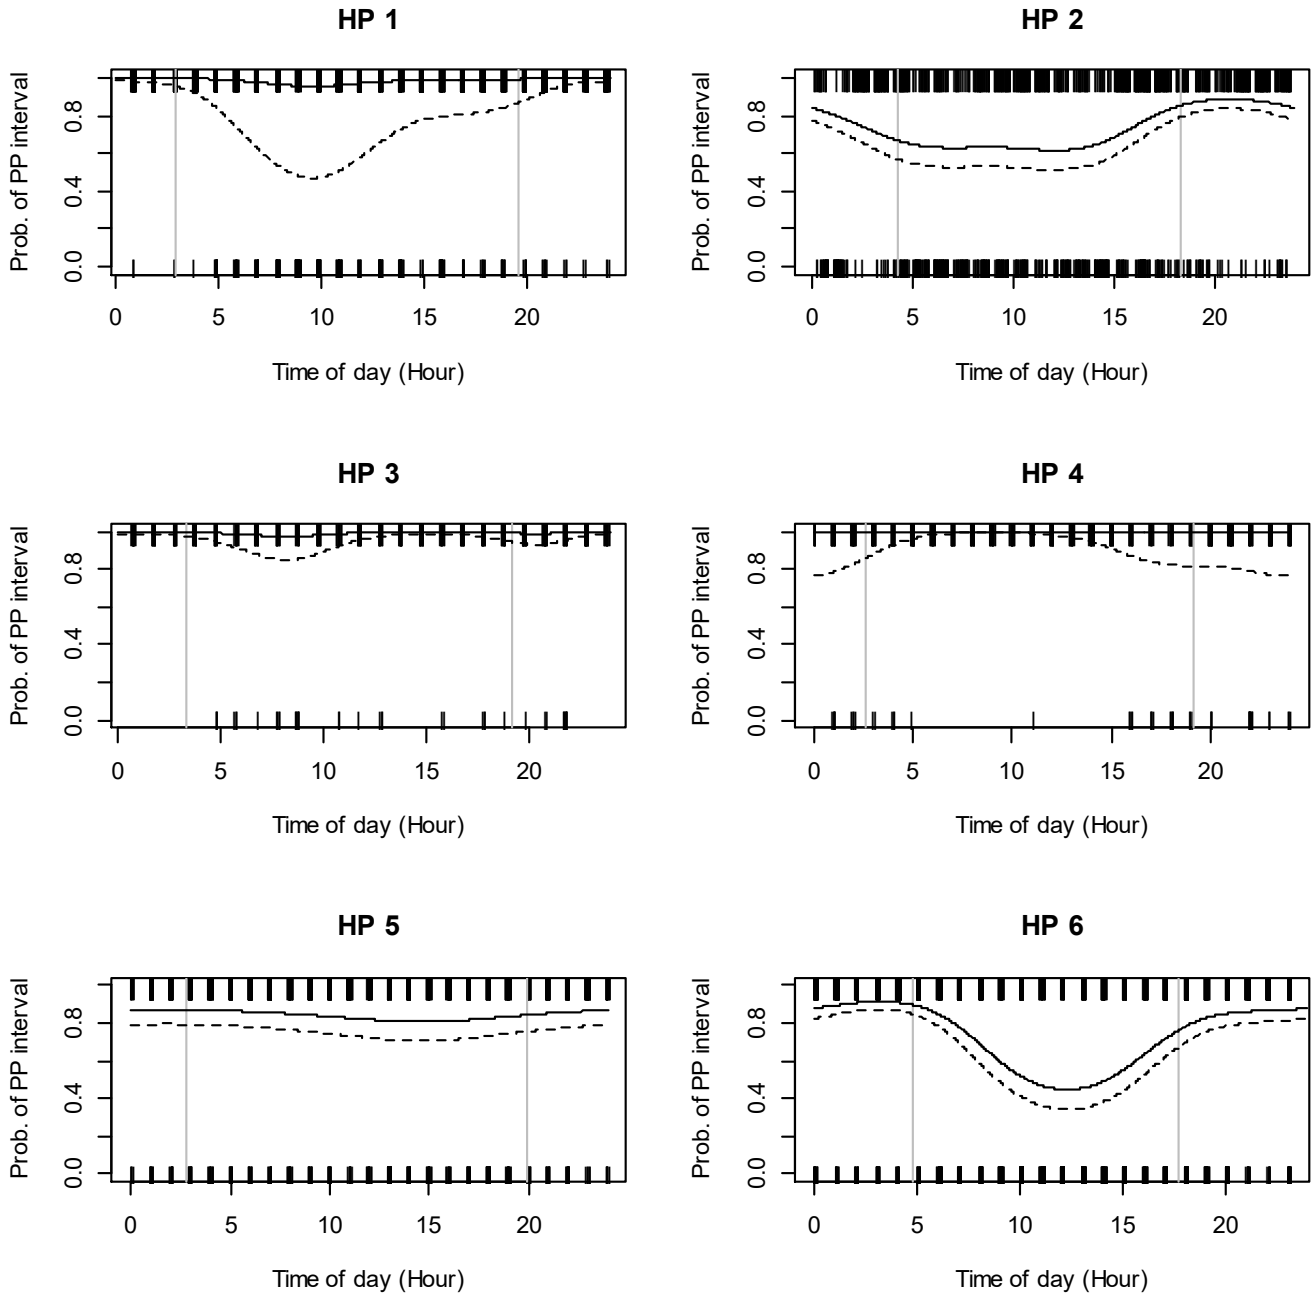 HP 1
Prob. of PP interval
0.0 0.4 0.8
0 5 10 15 20
Time of day (Hour)
HP 2
Prob. of PP interval
0.0 0.4 0.8
0 5 10 15 20
Time of day (Hour)
HP 3
Prob. of PP interval
0.0 0.4 0.8
0 5 10 15 20
Time of day (Hour)
HP 4
Prob. of PP interval
0.0 0.4 0.8
0 5 10 15 20
Time of day (Hour)
HP 5
Prob. of PP interval
0.0 0.4 0.8
0 5 10 15 20
Time of day (Hour)
HP 6
Prob. of PP interval
0.0 0.4 0.8
0 5 10 15 20
Time of day (Hour)